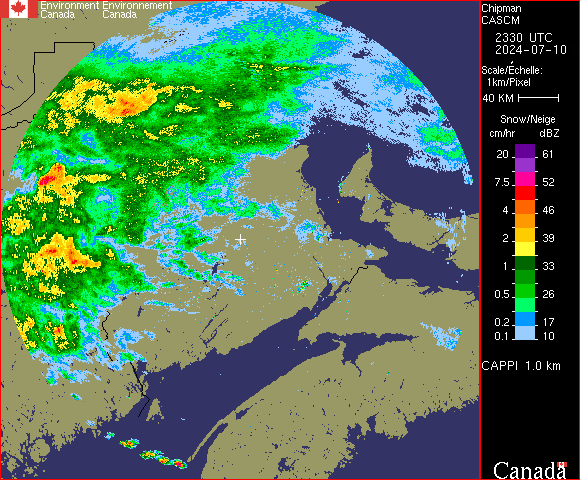 Environment Environnement
Canada Canada
Chipman
CASCM
2330 UTC
2024-07-10
Scale/Échelle:
1km/Pixel
40 KM
Snow/Neige
cm/hr dBZ
20 61
7.5 52
4 46
2 39
1 33
0.5 26
0.2 17
0.1 10
CAPPI 1.0 km
Canada